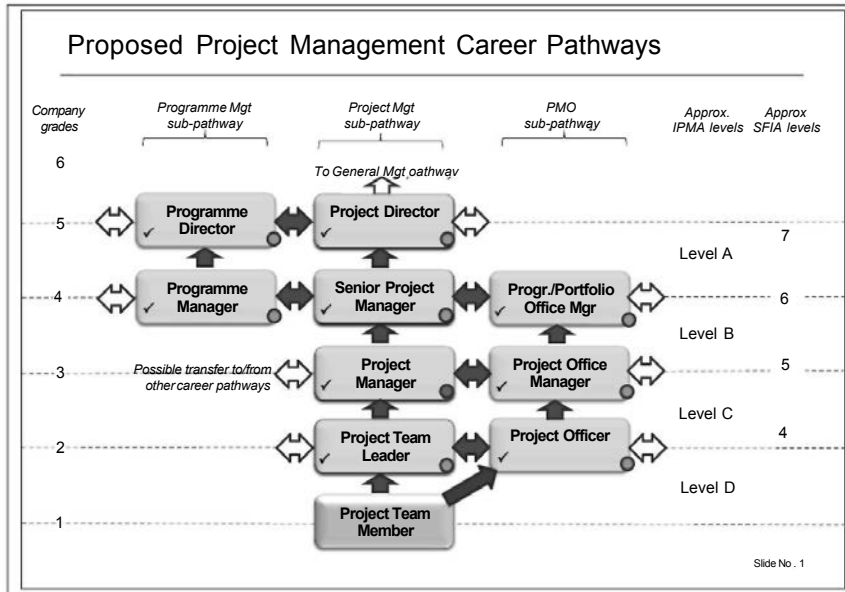 Proposed Project Management Career Pathways
Company
grades
Programme Mgt
sub-pathway
Project Mgt
sub-pathway
PMO
sub-pathway
Approx.
IPMA levels
Approx
SFIA levels
6
To General Mgt oathwav
5
Programme
Director
✓
Project Director
✓
7
Level A
4
Programme
Manager
✓
Senior Project
Manager
✓
Progr./Portfolio
Office Mgr
✓
6
Level B
3
Possible transfer to/from
other career pathways
Project
Manager
✓
Project Office
Manager
✓
5
Level C
2
Project Team
Leader
✓
Project Officer
✓
4
Level D
1
Project Team
Member
Slide No . 1